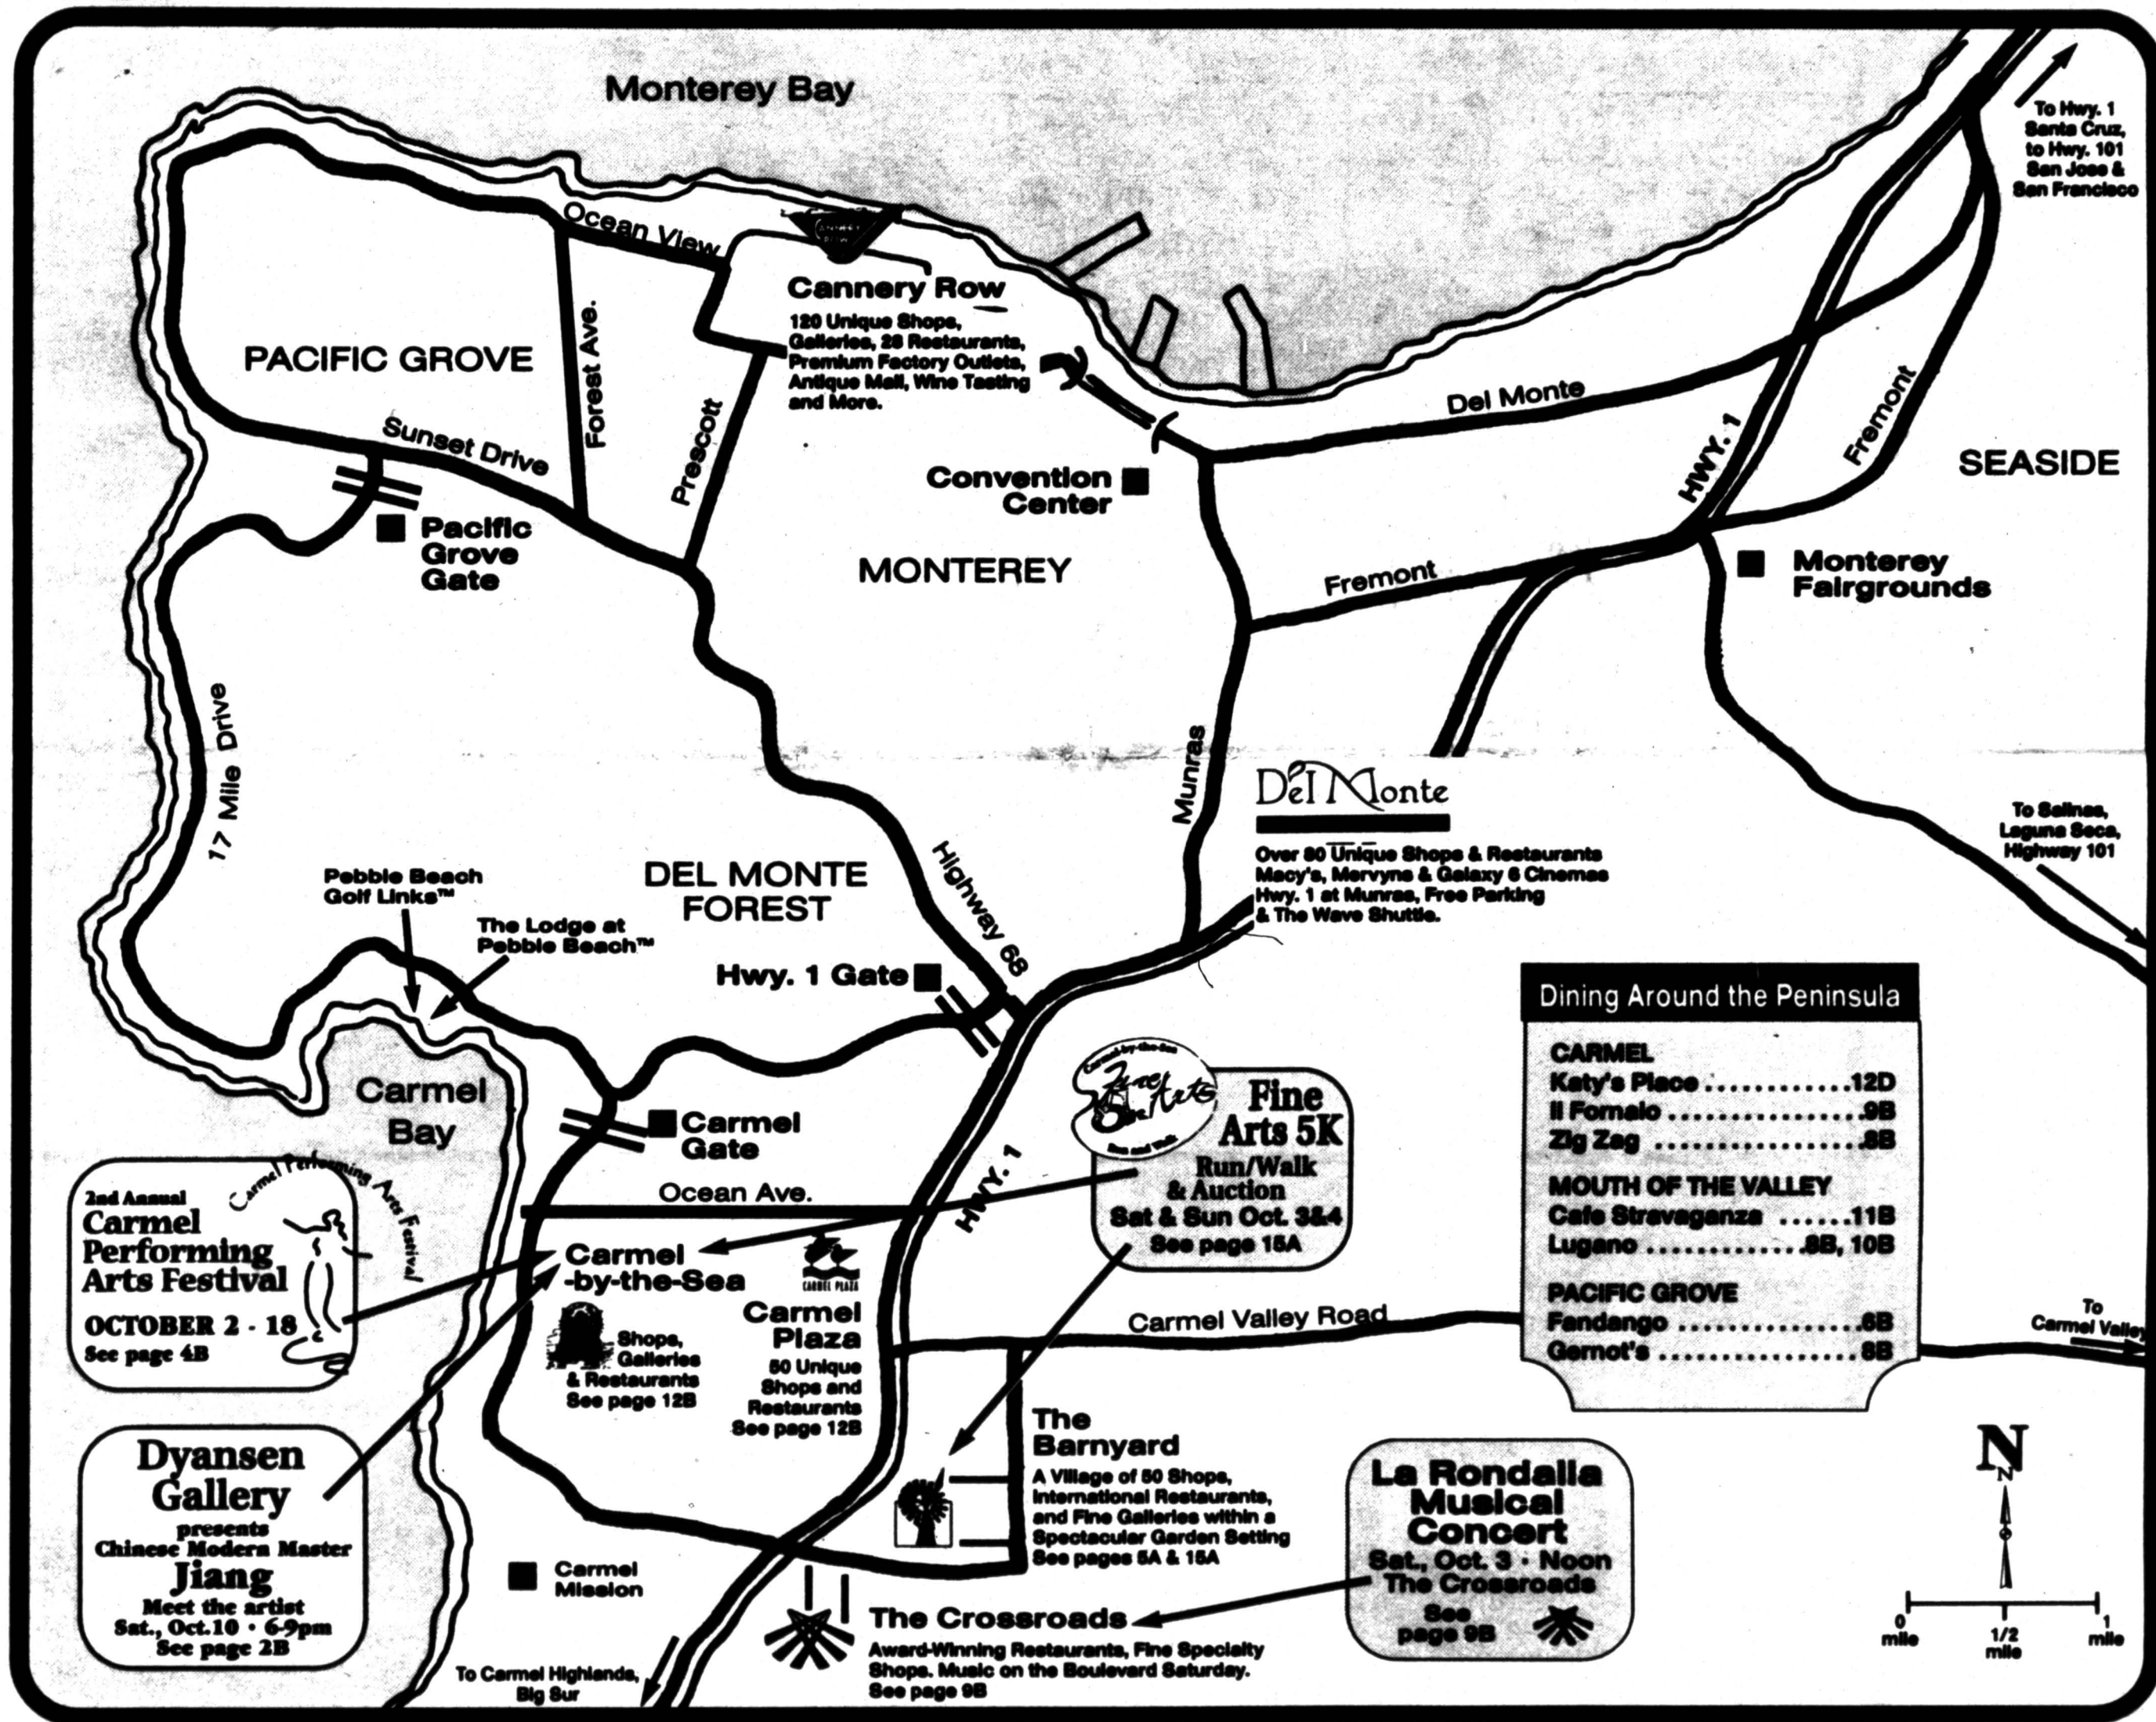 Monterey Bay
To Hwy. 1
Santa Cruz,
to Hwy. 101
San Jose &
San Francisco
Ocean View
CANNERY
ROW
Cannery Row
120 Unique Shops,
Galleries, 28 Restaurants,
Premium Factory Outlets,
Antique Mall, Wine Tasting
and More.
PACIFIC GROVE
Forest Ave.
Prescott
Sunset Drive
Pacific
Grove
Gate
Convention
Center
MONTEREY
Del Monte
HWY. 1
Fremont
SEASIDE
Fremont
Monterey
Fairgrounds
17 Mile Drive
Munras
Del Monte
Over 80 Unique Shops & Restaurants
Macy's, Mervyns & Galaxy 6 Cinemas
Hwy. 1 at Munras, Free Parking
& The Wave Shuttle.
To Salinas,
Laguna Seca,
Highway 101
Pebble Beach
Golf Links™
The Lodge at
Pebble Beach™
DEL MONTE
FOREST
Highway 68
Hwy. 1 Gate
Carmel
Bay
Carmel
Gate
Ocean Ave.
HWY. 1
Carmel-by-the-Sea
Fine Arts
5K
Run and Walk
Fine
Arts 5K
Run/Walk
& Auction
Sat & Sun Oct. 3&4
See page 15A
Dining Around the Peninsula
CARMEL
Katy's Place ............12D
Il Fornaio ................9B
Zig Zag .................8B
MOUTH OF THE VALLEY
Cafe Stravaganza ......11B
Lugano .............8B, 10B
PACIFIC GROVE
Fandango ...............6B
Gernot's ................8B
2nd Annual
Carmel
Performing
Arts Festival
OCTOBER 2 - 18
See page 4B
Carmel Performing Arts Festival
Carmel
-by-the-Sea
Shops,
Galleries
& Restaurants
See page 12B
CARMEL PLAZA
Carmel
Plaza
50 Unique
Shops and
Restaurants
See page 12B
Carmel Valley Road
To
Carmel Valley
Dyansen
Gallery
presents
Chinese Modern Master
Jiang
Meet the artist
Sat., Oct.10 • 6-9pm
See page 2B
The
Barnyard
A Village of 50 Shops,
International Restaurants,
and Fine Galleries within a
Spectacular Garden Setting
See pages 5A & 15A
La Rondalla
Musical
Concert
Sat., Oct. 3 • Noon
The Crossroads
See
page 9B
Carmel
Mission
The Crossroads
Award-Winning Restaurants, Fine Specialty
Shops. Music on the Boulevard Saturday.
See page 9B
To Carmel Highlands,
Big Sur
N
N
0
mile
1/2
mile
1
mile